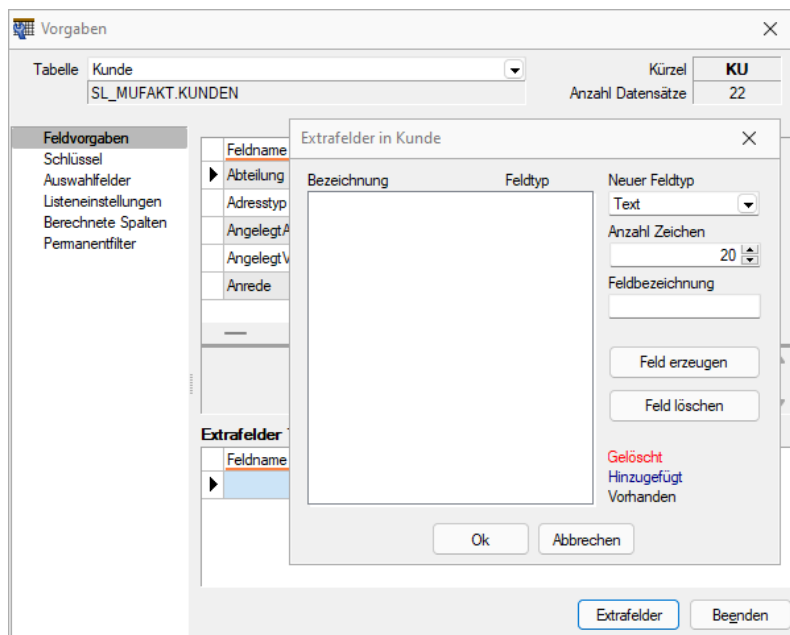 Vorgaben
Tabelle Kunde Kürzel KU
SL_MUFAKT.KUNDEN Anzahl Datensätze 22
Feldvorgaben
Schlüssel
Auswahlfelder
Listeneinstellungen
Berechnete Spalten
Permanentfilter
Feldname
Abteilung
Adresstyp
Anrede
Extrafelder
Feldname
Extrafelder in Kunde
Bezeichnung Feldtyp Neuer Feldtyp
Text
Anzahl Zeichen
20
Feldbezeichnung
Feld erzeugen
Feld löschen
Gelöscht
Hinzugefügt
Vorhanden
Ok Abbrechen
Extrafelder Beenden